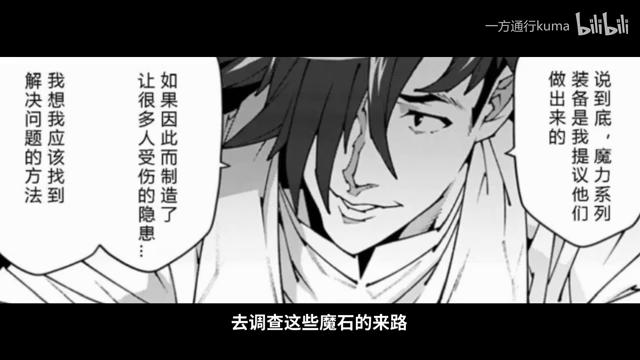 一方通行kuma bilibili
说到底，魔力系列
装备是我提议他们
做出来的
如果因此而制造了
让很多人受伤的隐患…
我想我应该找到
解决问题的方法
去调查这些魔石的来路